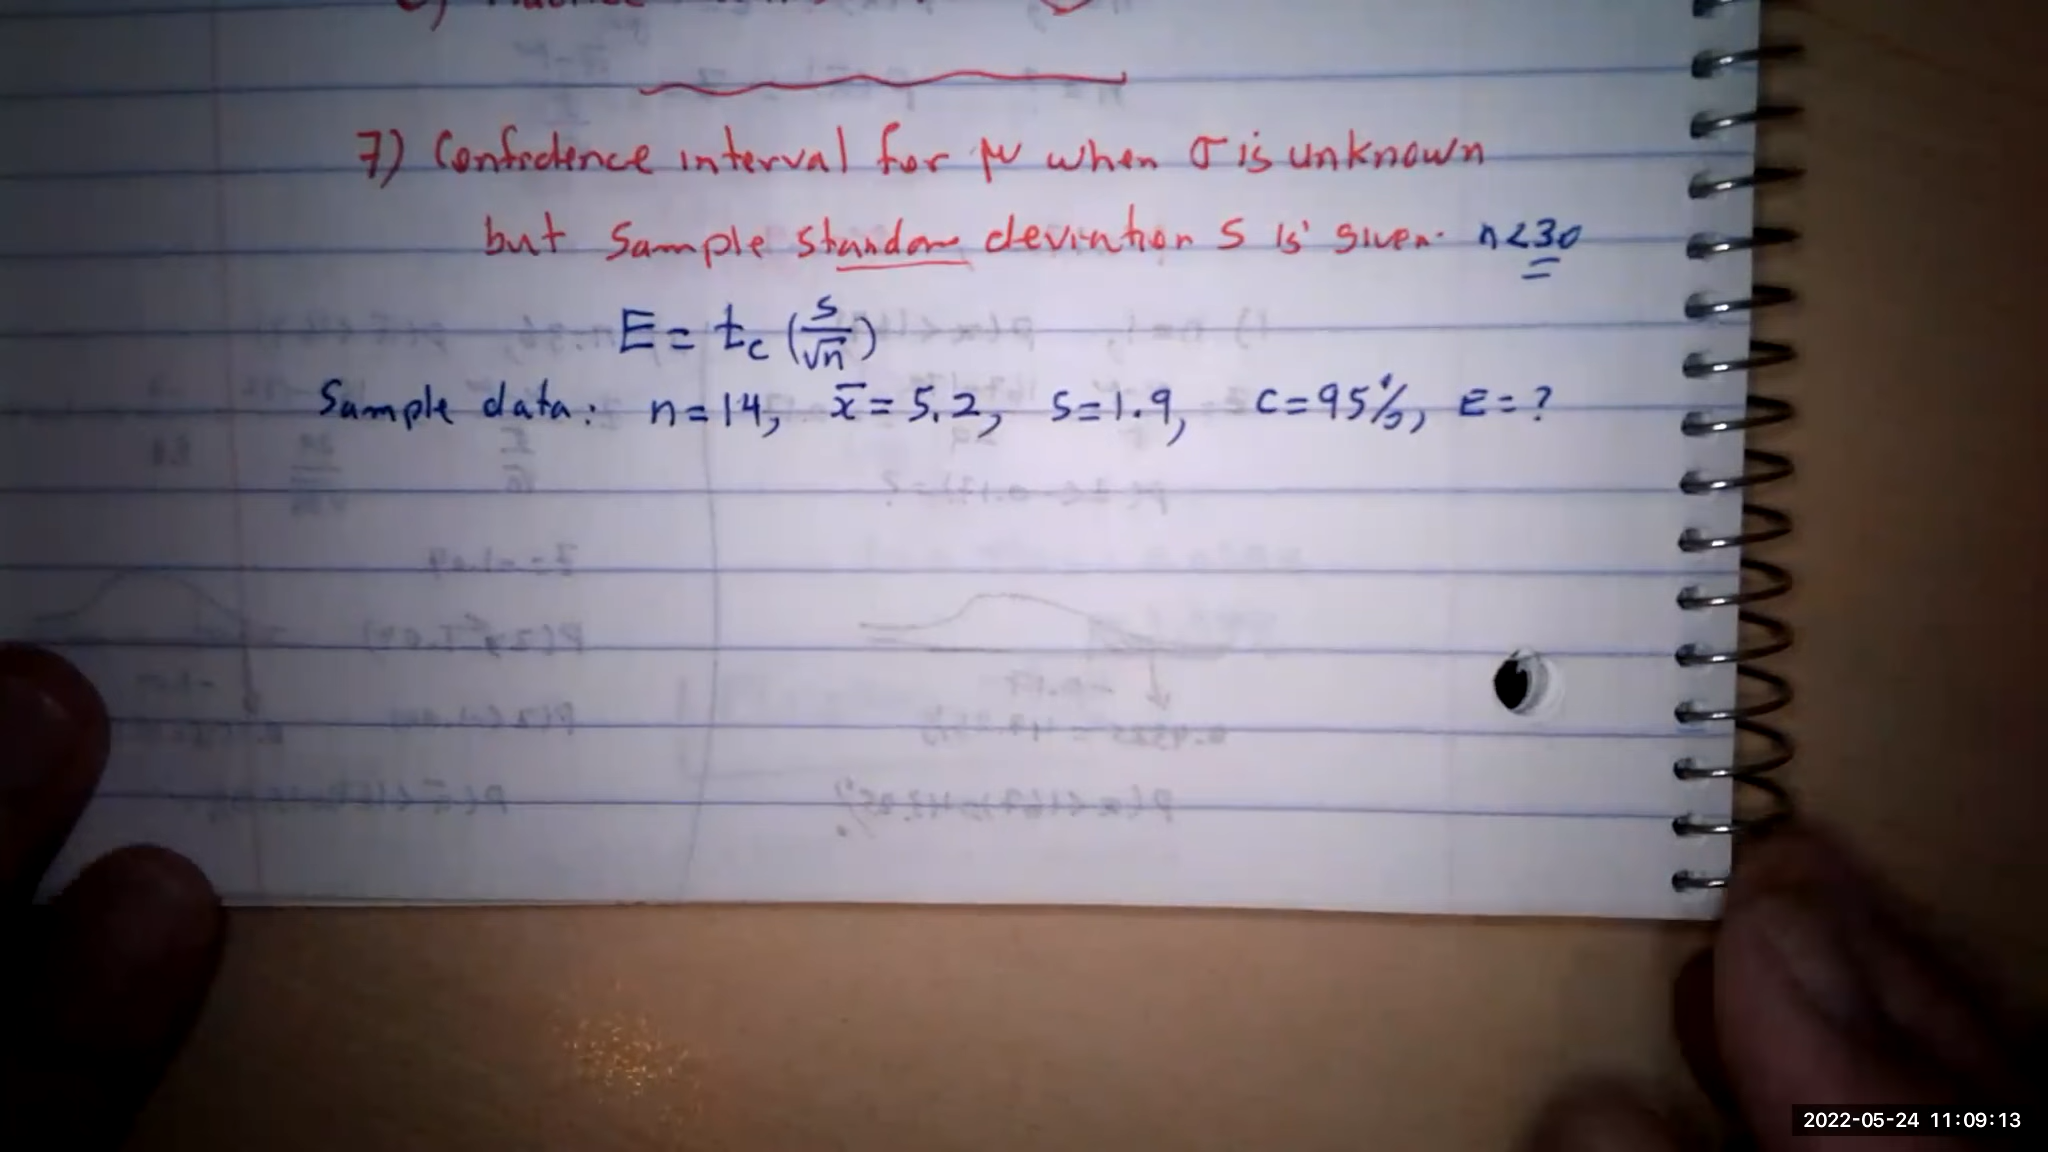 7) Confidence interval for μ when σ is unknown
but sample standard deviation s is given. n<30
E = tc (s/√n)
Sample data: n=14, x̄=5.2, s=1.9, c=95%, E=?
2022-05-24 11:09:13